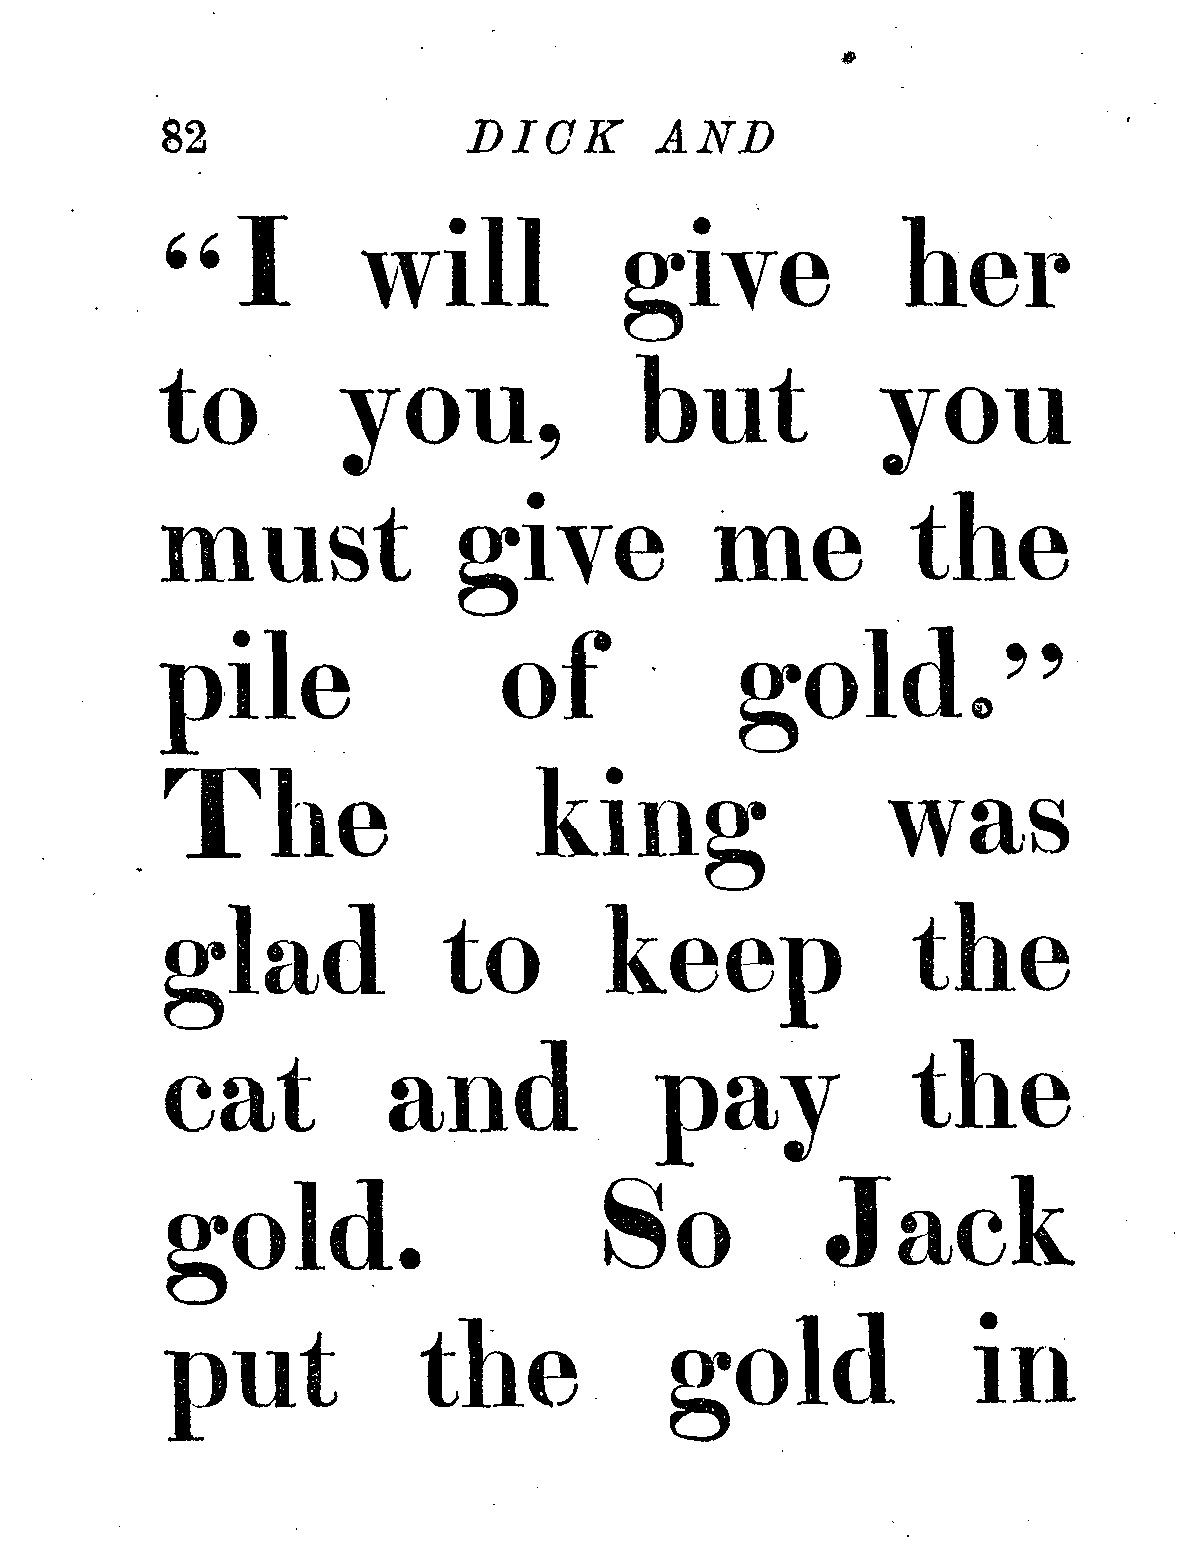 82 DICK AND
“I will give her
to you, but you
must give me the
pile of gold.”
The king was
glad to keep the
cat and pay the
gold. So Jack
put the gold in